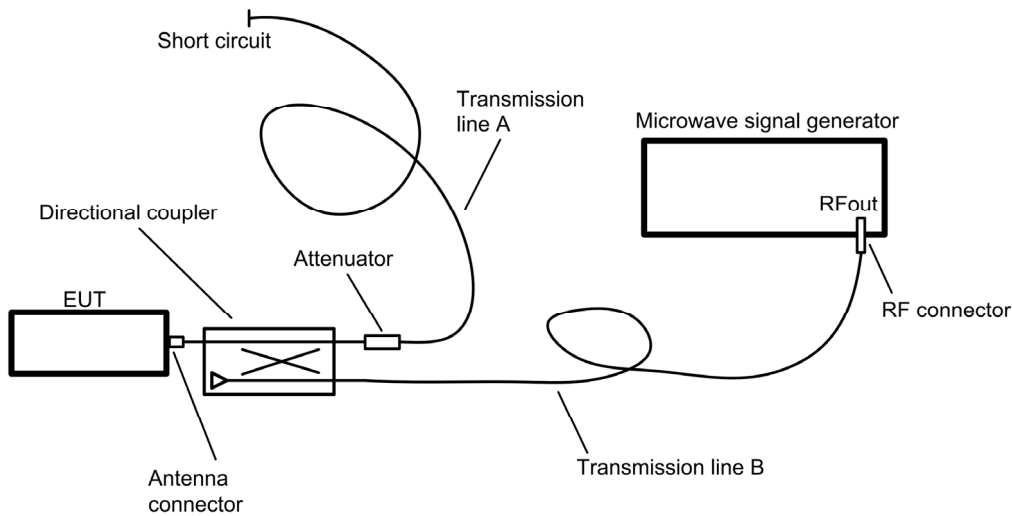 Short circuit
Transmission
line A
Microwave signal generator
RFout
Directional coupler
Attenuator
EUT
RF connector
Transmission line B
Antenna
connector